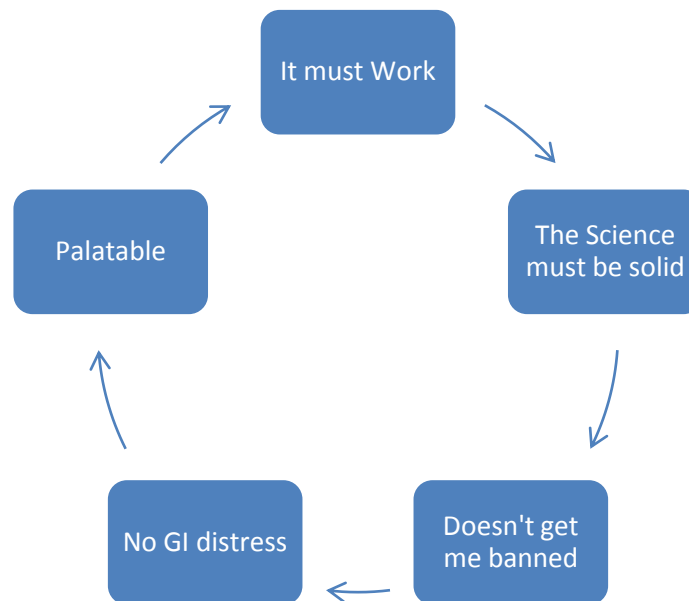 It must Work
The Science
must be solid
Doesn't get
me banned
No GI distress
Palatable